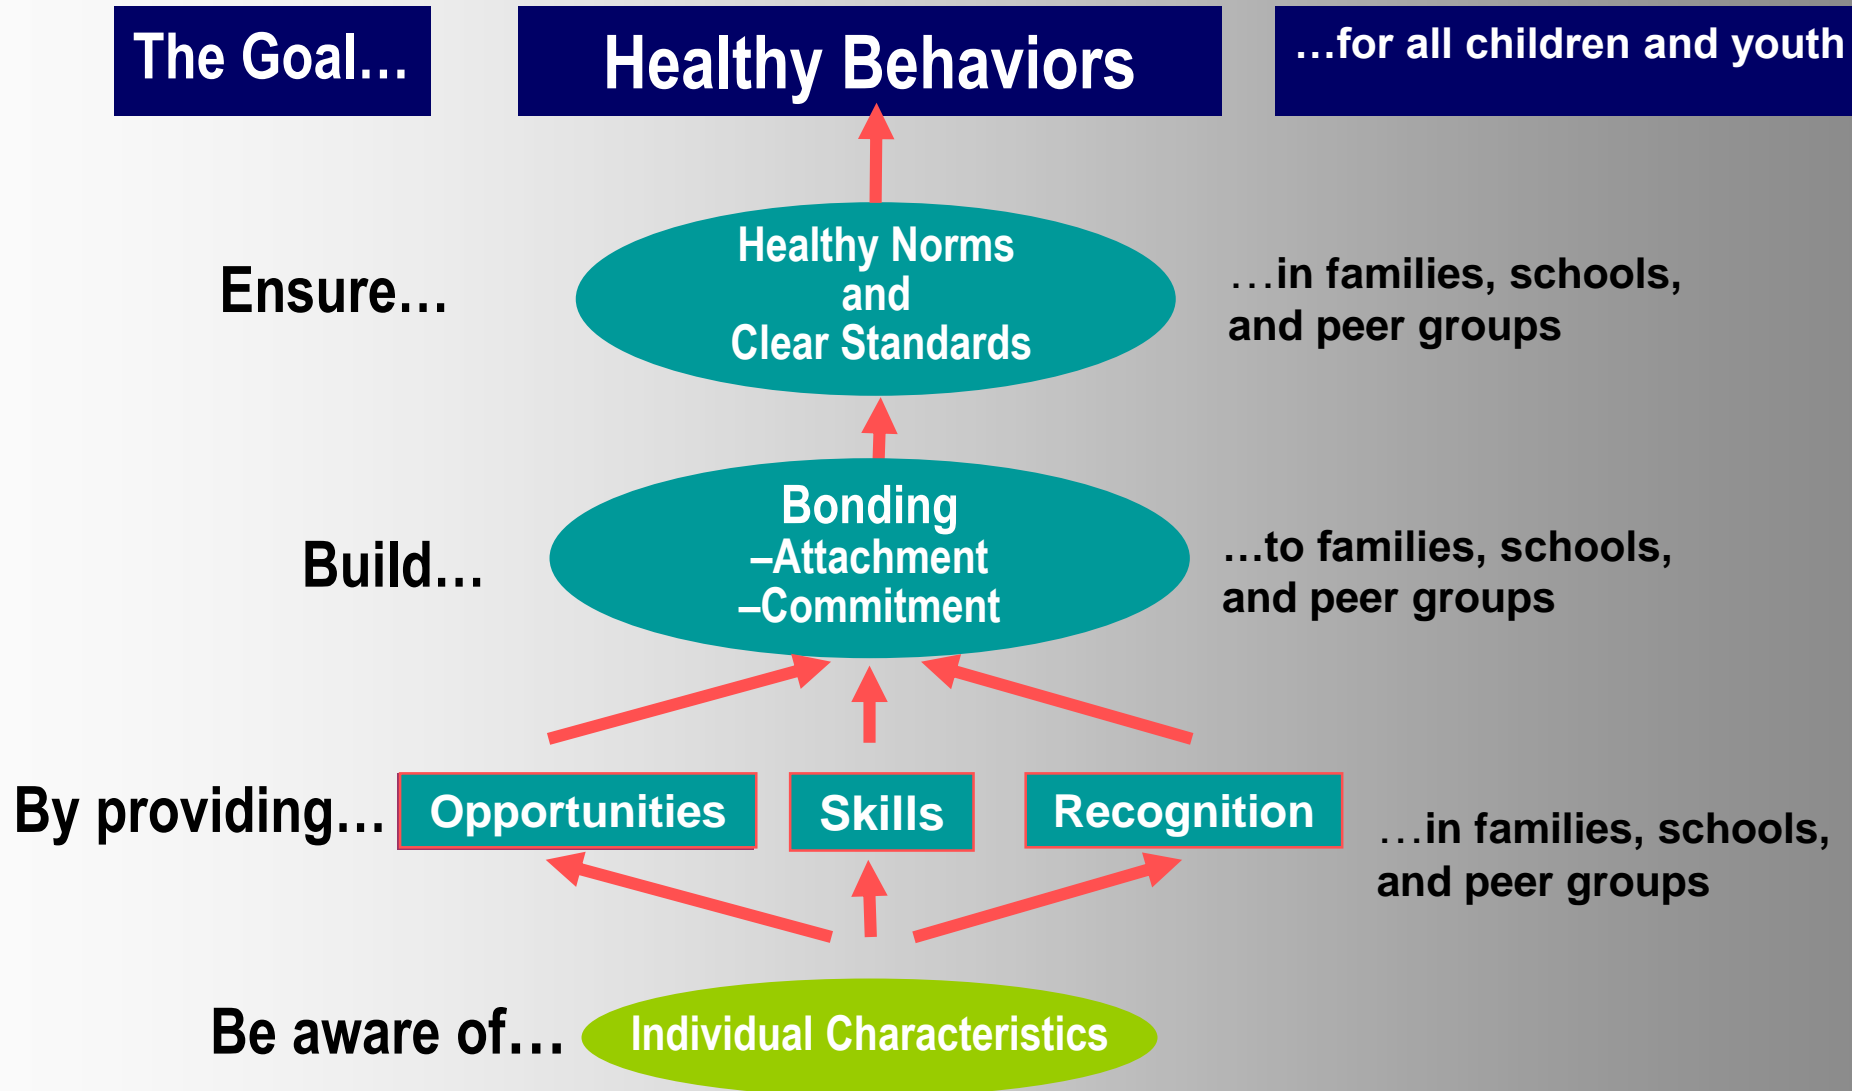 The Goal…
Healthy Behaviors
…for all children and youth
Ensure…
Healthy Norms
and
Clear Standards
…in families, schools,
and peer groups
Build…
Bonding
–Attachment
–Commitment
…to families, schools,
and peer groups
By providing…
Opportunities
Skills
Recognition
…in families, schools,
and peer groups
Be aware of…
Individual Characteristics